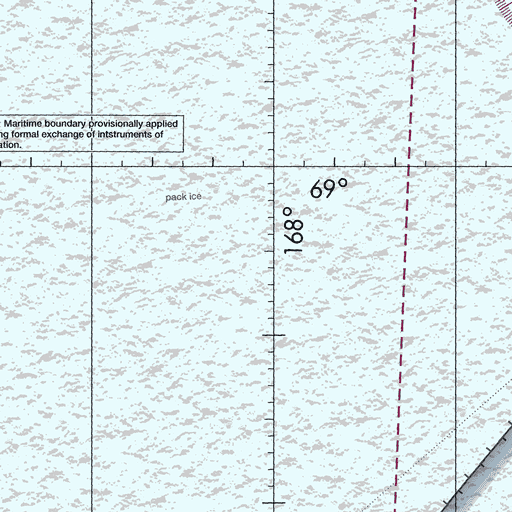 : Maritime boundary provisionally applied
ng formal exchange of intstruments of
ation.
pack ice
69°
168°